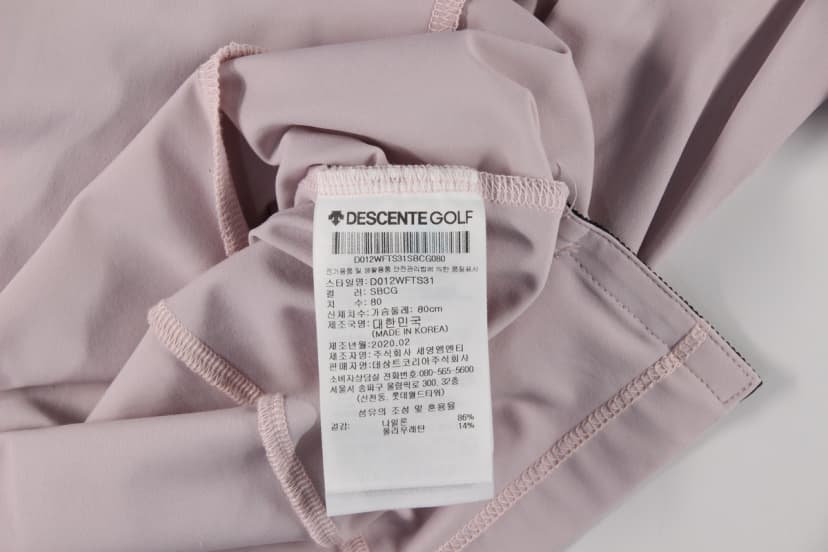 DESCENTE GOLF
D012WFTS31SBCG080
전기용품 및 생활용품 안전관리법에 의한 품질표시
스타일명: D012WFTS31
컬 러: SBCG
치 수: 80
신체치수: 가슴둘레: 80cm
제조국명: 대한민국
(MADE IN KOREA)
제조년월: 2020.02
제조자명: 주식회사 세영엠엔티
판매자명: 데상트코리아주식회사
소비자상담실 전화번호: 080-565-5600
서울시 송파구 올림픽로 300, 32층
(신천동, 롯데월드타워)
섬유의 조성 및 혼용율
겉감: 나일론 86%
폴리우레탄 14%